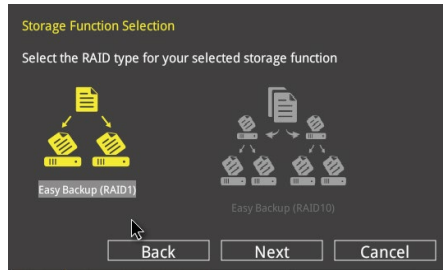 Storage Function Selection
Select the RAID type for your selected storage function
Easy Backup (RAID1)
Easy Backup (RAID10)
Back
Next
Cancel